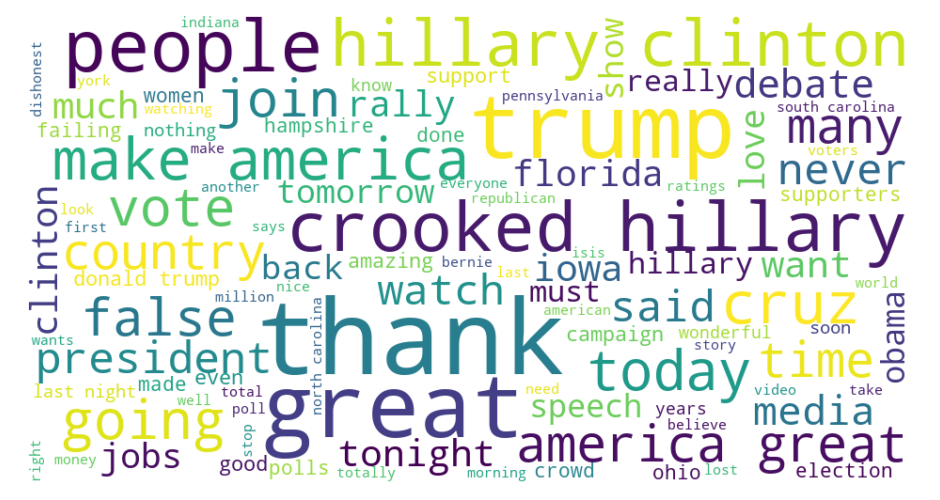 indiana
people
hillary clinton
show
dishonest
york
women
much
watching
join
know
rally
support
really
debate
pennsylvania
south carolina
failing
nothing
hampshire
done
trump
many
love
voters
make america
make
florida
never
another
tomorrow
everyone
republican
ratings
supporters
clinton
look
first
vote
says
crooked hillary
country
back
amazing
bernie
last
isis
iowa
hillary
want
donald trump
million
nice
watch
must
american
said
cruz
world
obama
false
wants
north carolina
thank
campaign
wonderful
soon
story
president
today
time
last night
made
even
well
total
poll
great
need
speech
years
believe
video
take
media
going
stop
right
money
jobs
good
polls
tonight
totally
morning
america
crowd
ohio
lost
great
election